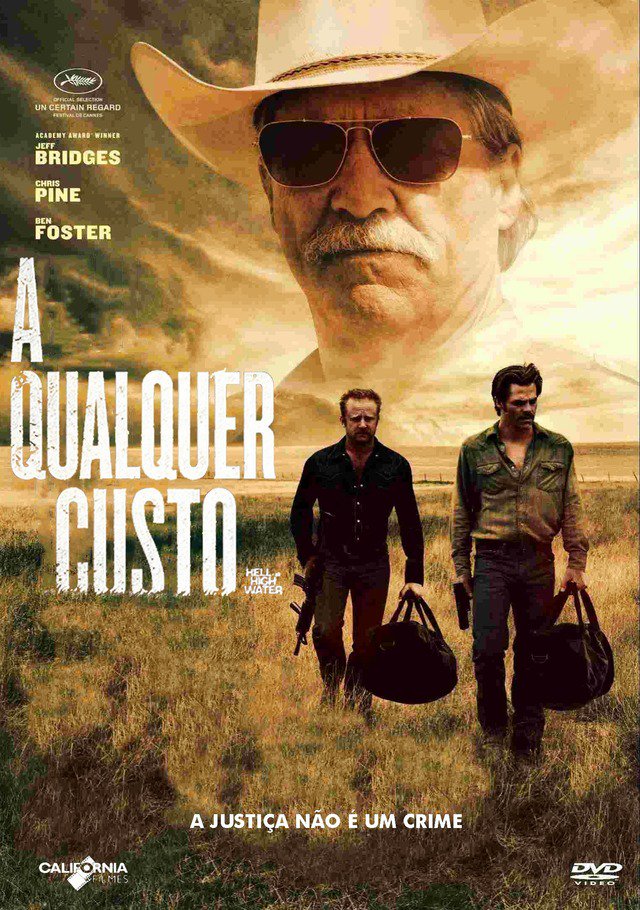 OFFICIAL SELECTION
UN CERTAIN REGARD
FESTIVAL DE CANNES
ACADEMY AWARD® WINNER
JEFF
BRIDGES
CHRIS
PINE
BEN
FOSTER
A
QUALQUER
CUSTO
HELL OR
HIGH
WATER
A JUSTIÇA NÃO É UM CRIME
CALIFORNIA
FILMES
DVD
VIDEO